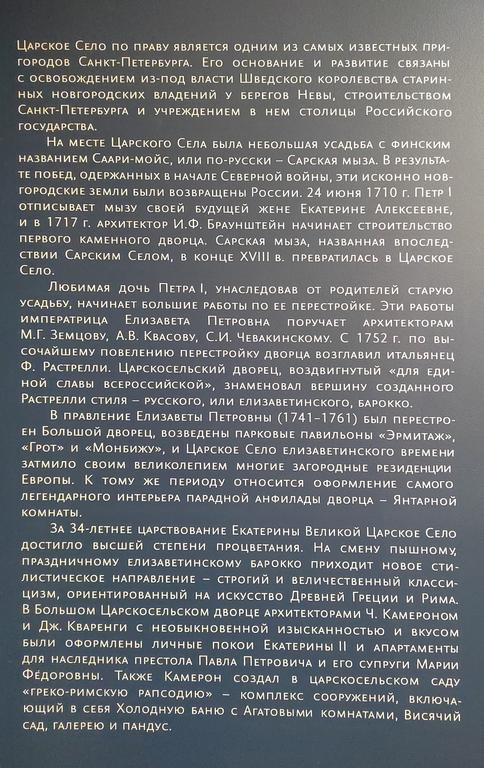 Царское Село по праву является одним из самых известных при-
городов Санкт-Петербурга. Его основание и развитие связаны
с освобождением из-под власти Шведского королевства старин-
ных новгородских владений у берегов Невы, строительством
Санкт-Петербурга и учреждением в нем столицы Российского
государства.
На месте Царского Села была небольшая усадьба с финским
названием Саари-мойс, или по-русски – Сарская мыза. В результа-
те побед, одержанных в начале Северной войны, эти исконно нов-
городские земли были возвращены России. 24 июня 1710 г. Петр I
отписывает мызу своей будущей жене Екатерине Алексеевне,
и в 1717 г. архитектор И.Ф. Браунштейн начинает строительство
первого каменного дворца. Сарская мыза, названная впослед-
ствии Сарским Селом, в конце XVIII в. превратилась в Царское
Село.
Любимая дочь Петра I, унаследовав от родителей старую
усадьбу, начинает большие работы по ее перестройке. Эти работы
императрица Елизавета Петровна поручает архитекторам
М.Г. Земцову, А.В. Квасову, С.И. Чевакинскому. С 1752 г. по вы-
сочайшему повелению перестройку дворца возглавил итальянец
Ф. Растрелли. Царскосельский дворец, воздвигнутый "для еди-
ной славы всероссийской", знаменовал вершину созданного
Растрелли стиля – русского, или елизаветинского, барокко.
В правление Елизаветы Петровны (1741–1761) был перестро-
ен Большой дворец, возведены парковые павильоны «Эрмитаж»,
«Грот» и «Монбижу», и Царское Село елизаветинского времени
затмило своим великолепием многие загородные резиденции
Европы. К тому же периоду относится оформление самого
легендарного интерьера парадной анфилады дворца – Янтарной
комнаты.
За 34-летнее царствование Екатерины Великой Царское Село
достигло высшей степени процветания. На смену пышному,
праздничному елизаветинскому барокко приходит новое сти-
листическое направление – строгий и величественный класси-
цизм, ориентированный на искусство Древней Греции и Рима.
В Большом Царскосельском дворце архитекторами Ч. Камероном
и Дж. Кваренги с необыкновенной изысканностью и вкусом
были оформлены личные покои Екатерины II и апартаменты
для наследника престола Павла Петровича и его супруги Марии
Фёдоровны. Также Камерон создал в царскосельском саду
«греко-римскую рапсодию» – комплекс сооружений, включа-
ющий в себя Холодную баню с Агатовыми комнатами, Висячий
сад, галерею и пандус.